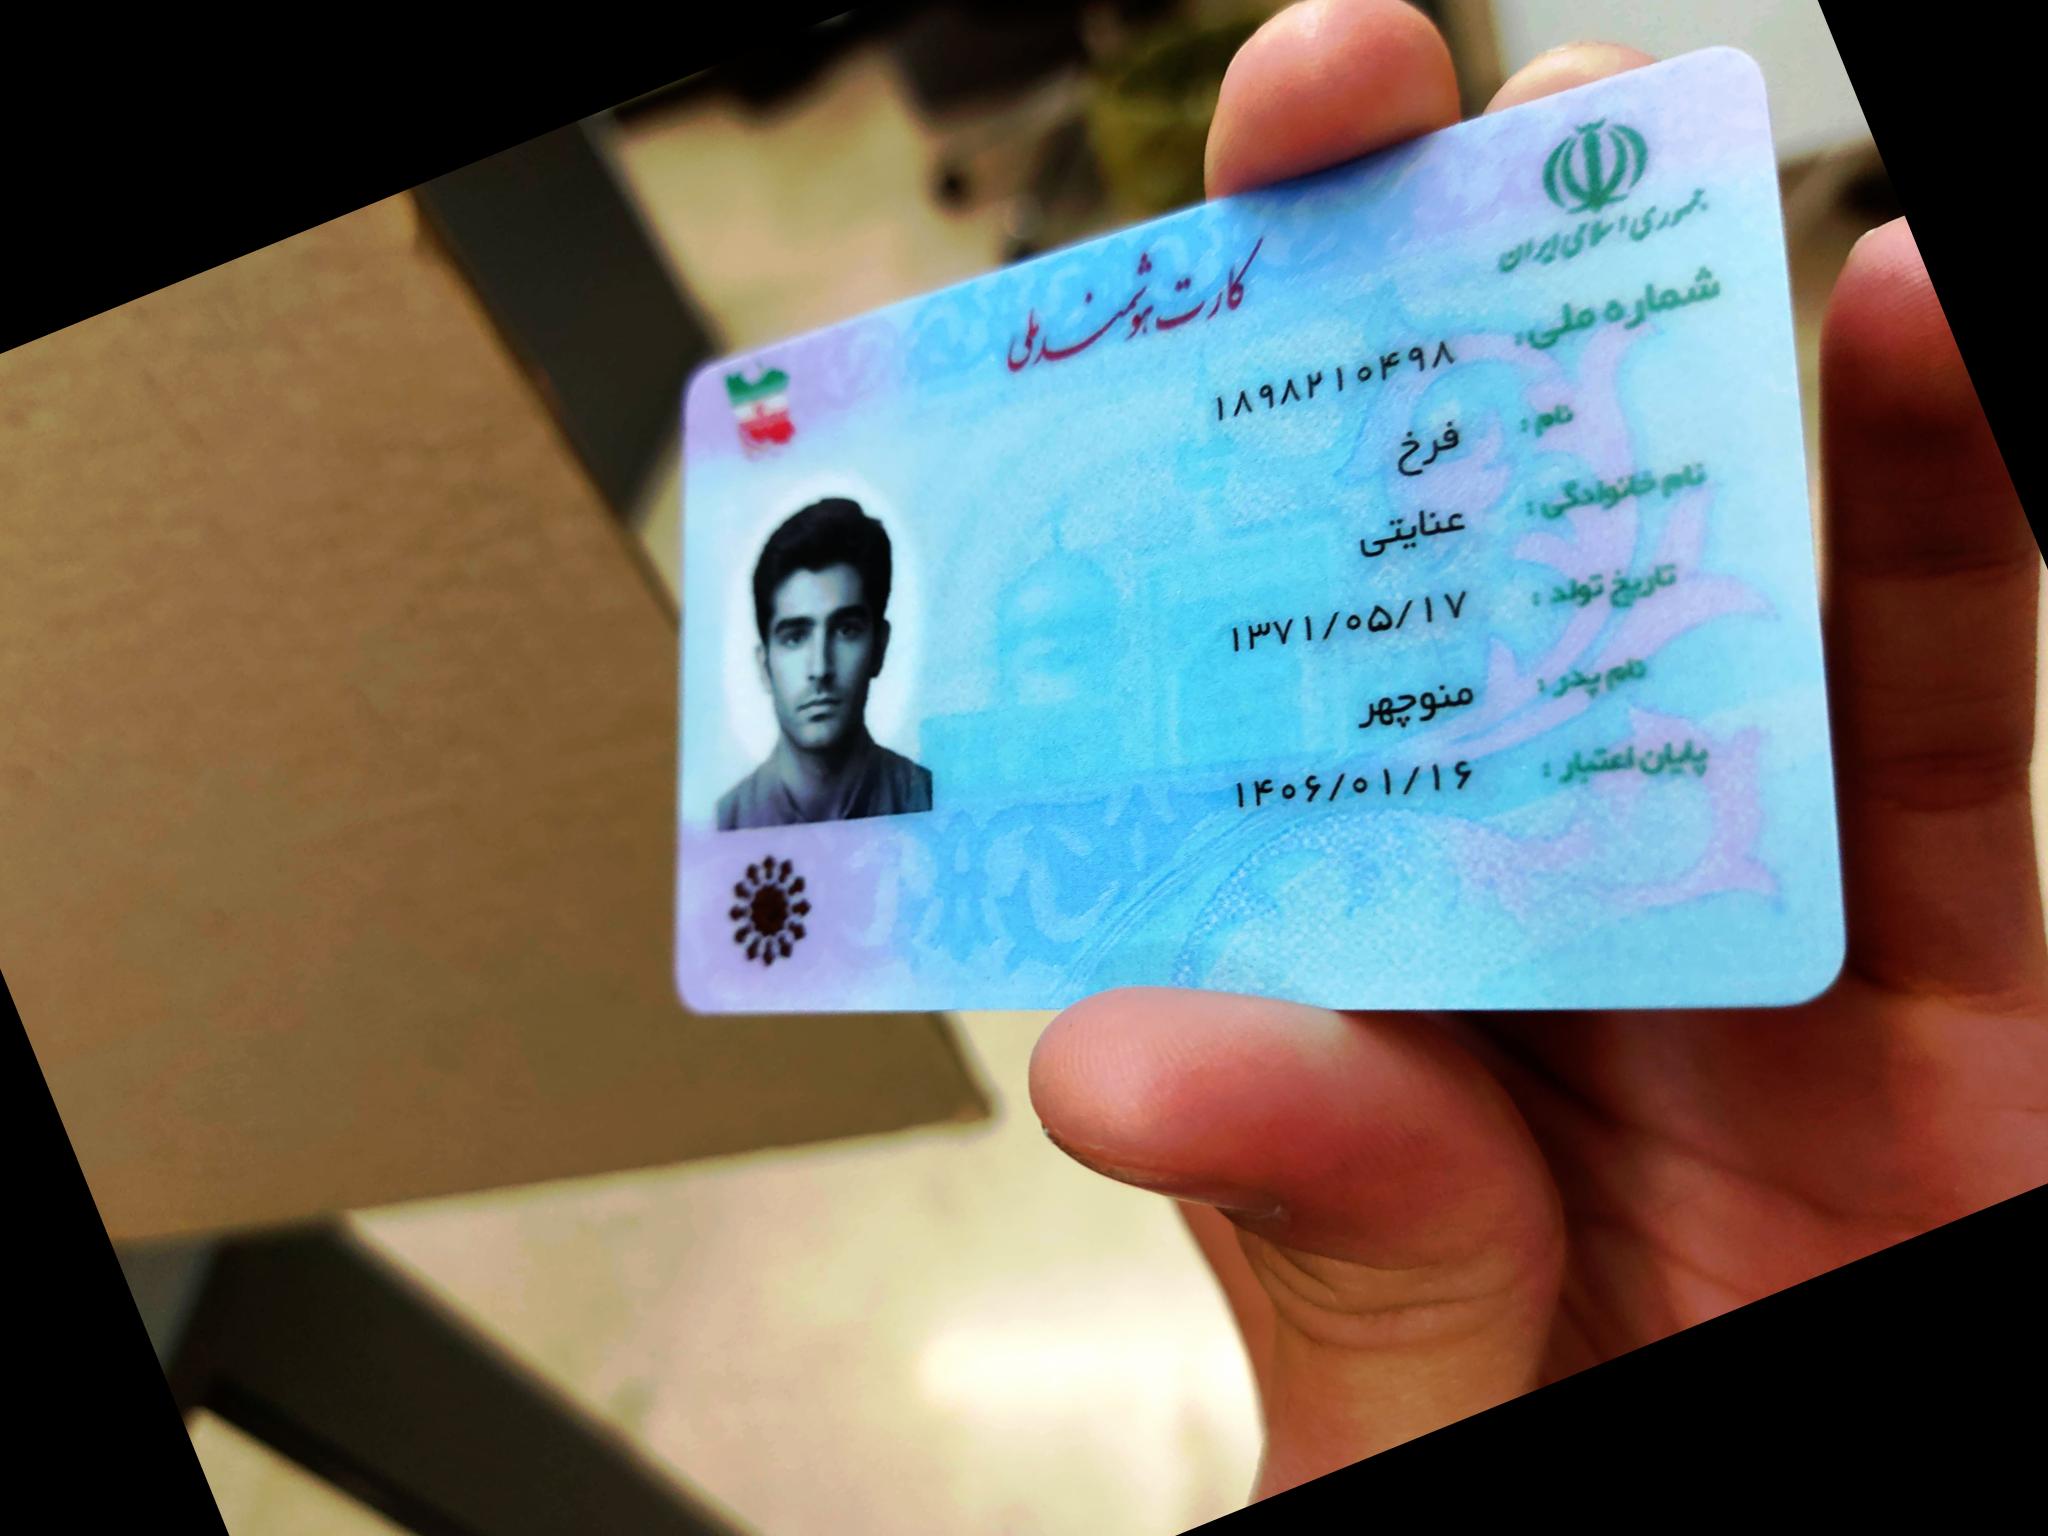 جمهوری اسلامی ایران
کارت هوشمند ملی
شماره ملی:
۱۸۹۸۲۱۰۴۹۸
نام:
فرخ
نام خانوادگی:
عنایتی
تاریخ تولد:
۱۳۷۱/۰۵/۱۷
نام پدر:
منوچهر
پایان اعتبار:
۱۴۰۶/۰۱/۱۶